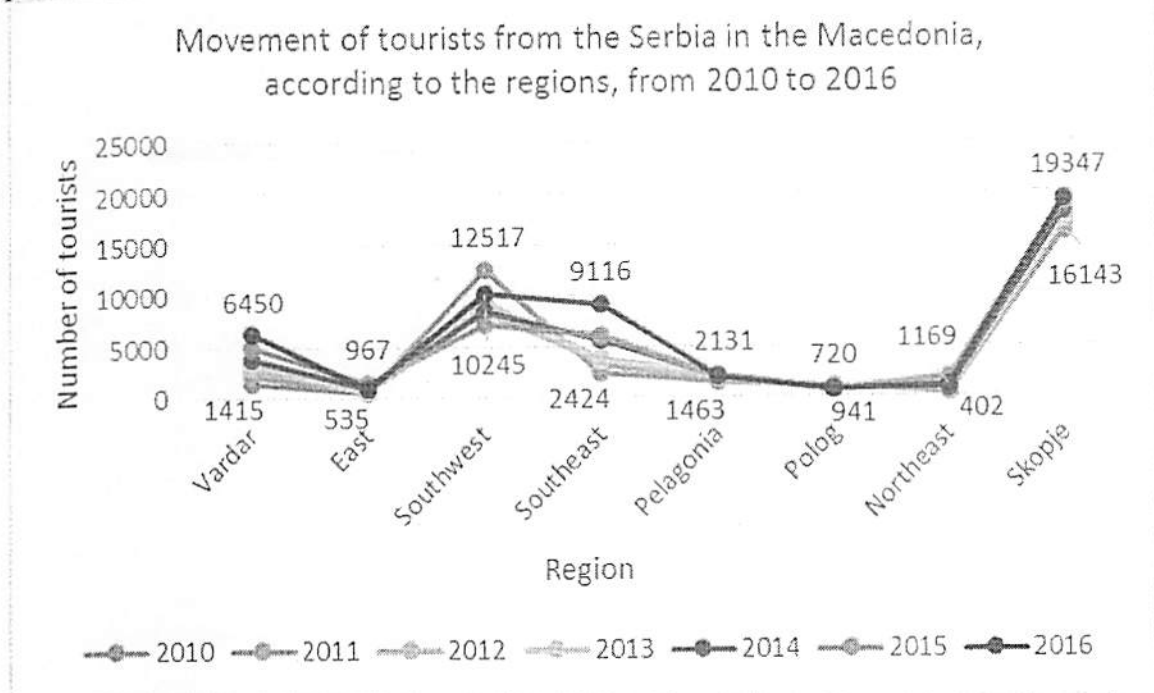 Movement of tourists from the Serbia in the Macedonia,
according to the regions, from 2010 to 2016
Number of tourists
25000
20000
15000
10000
5000
0
6450
1415
967
535
12517
10245
9116
2424
2131
1463
720
941
1169
402
19347
16143
Vardar
East
Southwest
Southeast
Pelagonia
Polog
Northeast
Skopje
Region
2010 2011 2012 2013 2014 2015 2016